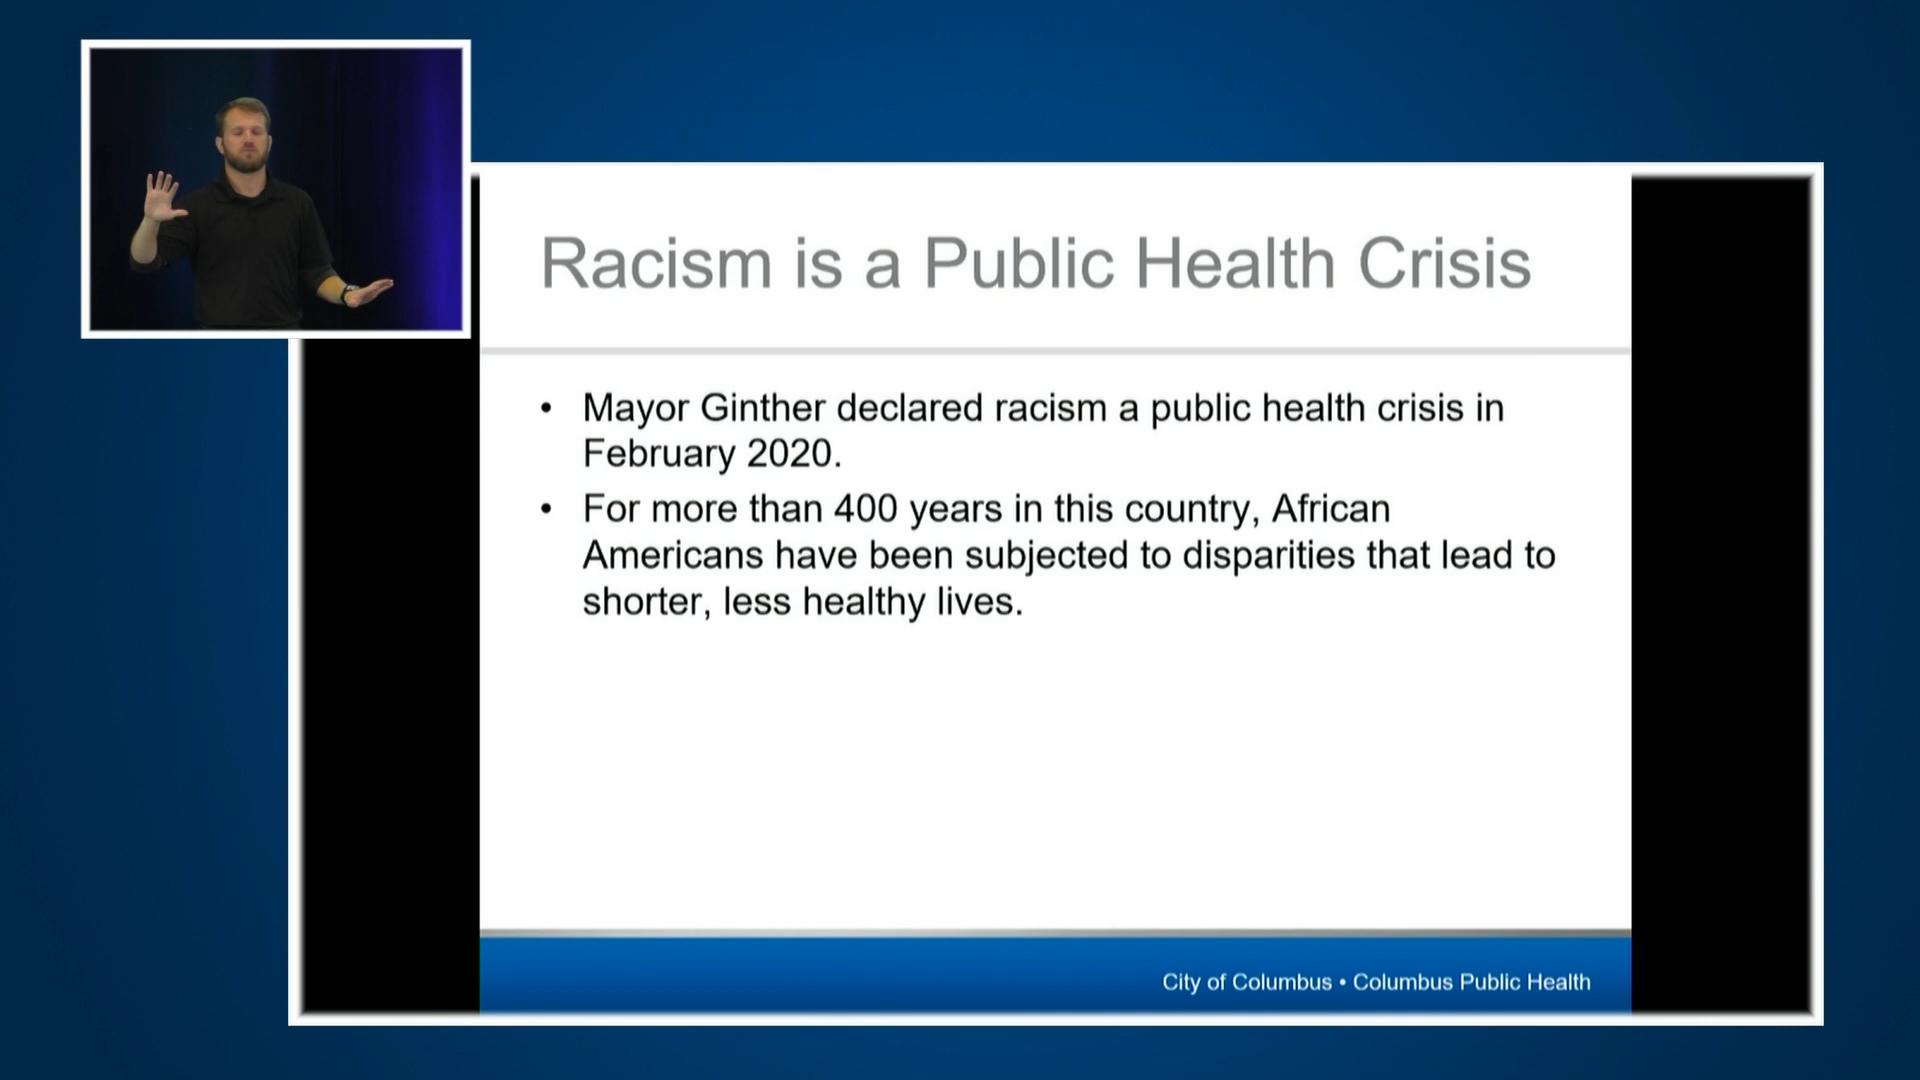 Racism is a Public Health Crisis
• Mayor Ginther declared racism a public health crisis in
February 2020.
• For more than 400 years in this country, African
Americans have been subjected to disparities that lead to
shorter, less healthy lives.
City of Columbus • Columbus Public Health